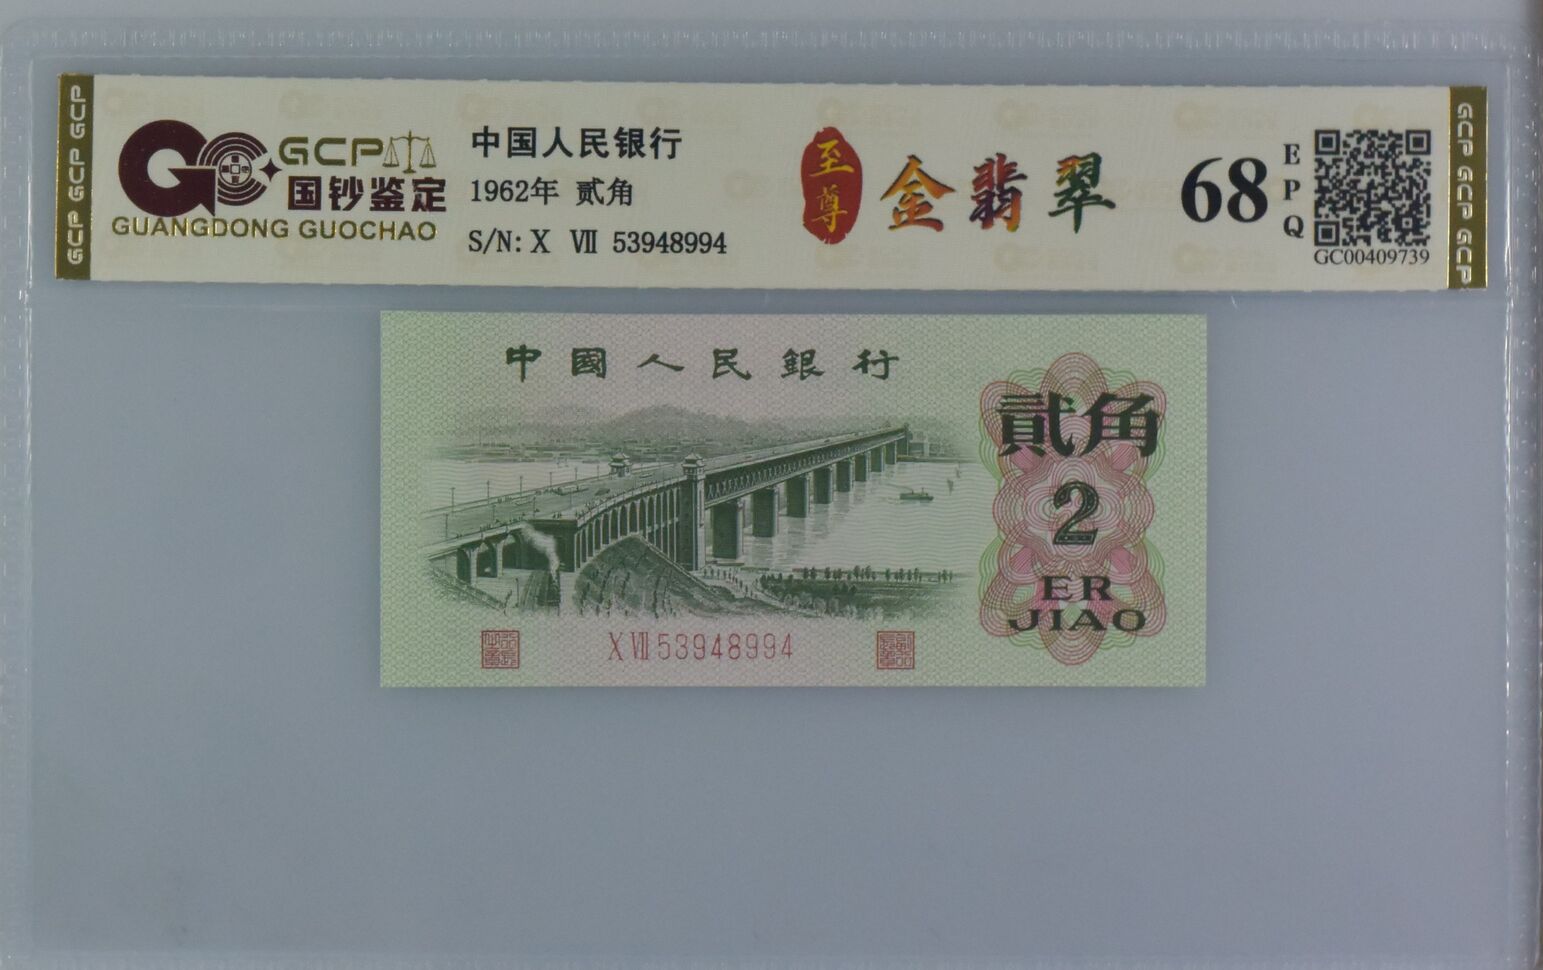 GCP
国钞鉴定
GUANGDONG GUOCHAO
中国人民银行
1962年 贰角
S/N: X Ⅶ 53948994
至尊
金翡翠
68
EPQ
GC00409739
GCP GCP GCP
GCP GCP GCP
中國人民銀行
貳角
2
ER
JIAO
X Ⅶ 53948994